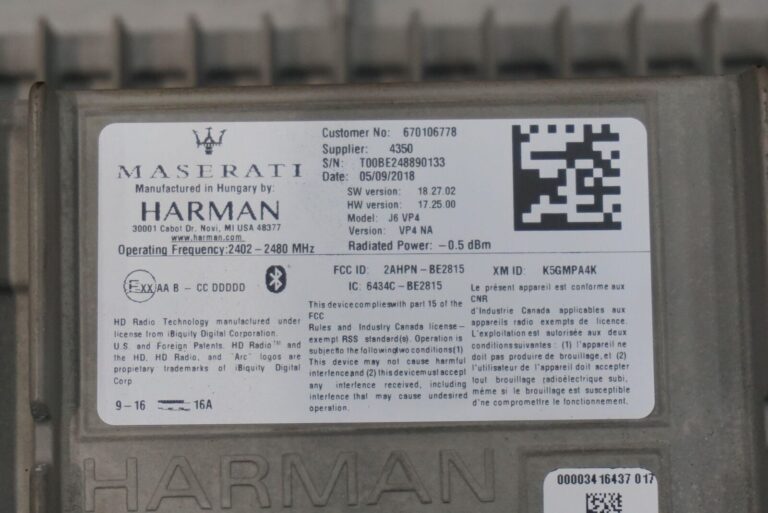 MASERATI
Manufactured in Hungary by:
HARMAN
30001 Cabot Dr. Novi, MI USA 48377
www.harman.com
Operating Frequency:2402-2480 MHz
Customer No: 670106778
Supplier: 4350
S/N: T00BE248890133
Date: 05/09/2018
SW version: 18.27.02
HW version: 17.25.00
Model: J6 VP4
Version: VP4 NA
Radiated Power: -0.5 dBm
Exx AA B - CC DDDDD
FCC ID: 2AHPN-BE2815
IC: 6434C-BE2815
XM ID: K5GMPA4K
HD Radio Technology manufactured under
license from iBiquity Digital Corporation.
U.S. and Foreign Patents. HD Radio™ and
the HD, HD Radio, and "Arc" logos are
proprietary trademarks of iBiquity Digital
Corp
9-16 16A
This device complies with part 15 of the
FCC
Rules and Industry Canada license-
exempt RSS standard(s). Operation is
subject to the following two conditions(1)
This device may not cause harmful
interference and (2) this device must accept
any interference received, including
interference that may cause undesired
operation.
Le présent appareil est conforme aux
CNR
d'Industrie Canada applicables aux
appareils radio exempts de licence.
L'exploitation est autorisée aux deux
conditions suivantes : (1) l'appareil ne
doit pas produire de brouillage, et (2)
l'utilisateur de l'appareil doit accepter
tout brouillage radioélectrique subi,
même si le brouillage est susceptible
d'ne compromettre le fonctionnement.
HARMAN
00003416437017